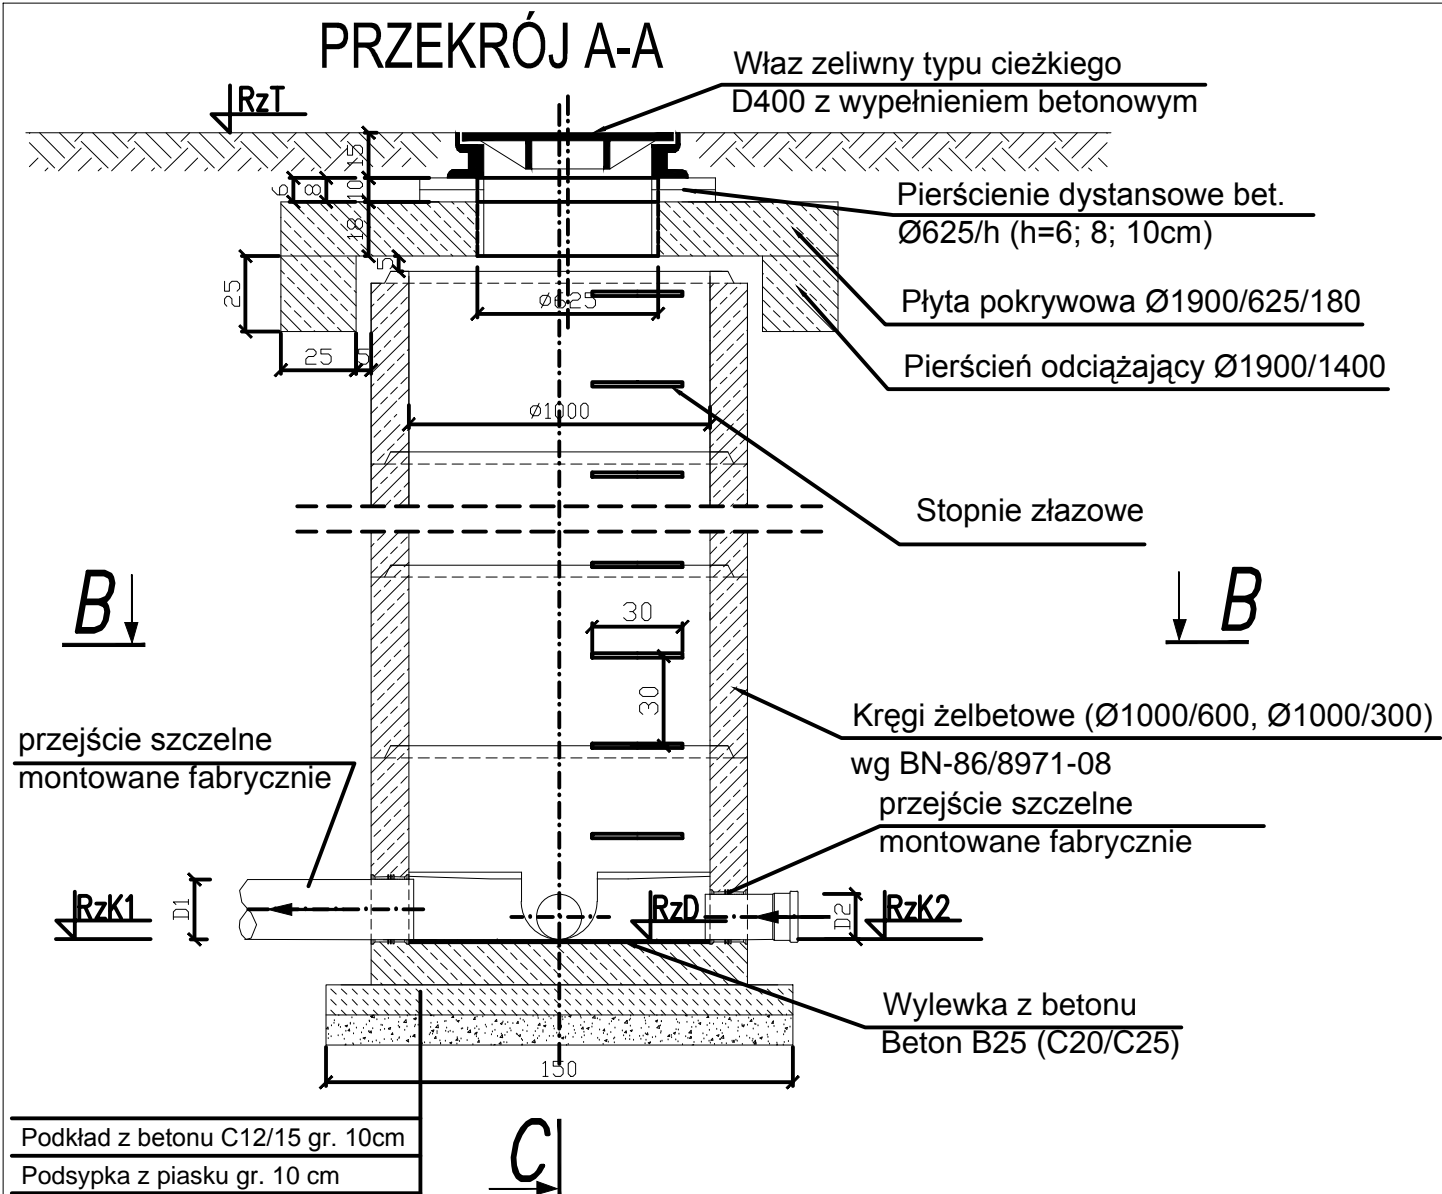 PRZEKRÓJ A-A
Właz zeliwny typu cieżkiego
D400 z wypełnieniem betonowym
RzT
15
6
8
10
18
Pierścienie dystansowe bet.
Ø625/h (h=6; 8; 10cm)
5
25
Ø625
Płyta pokrywowa Ø1900/625/180
25
5
Pierścień odciążający Ø1900/1400
Ø1000
Stopnie złazowe
B
B
30
30
Kręgi żelbetowe (Ø1000/600, Ø1000/300)
wg BN-86/8971-08
przejście szczelne
montowane fabrycznie
przejście szczelne
montowane fabrycznie
RzK1
D1
RzD
D2
RzK2
Wylewka z betonu
Beton B25 (C20/C25)
150
Podkład z betonu C12/15 gr. 10cm
Podsypka z piasku gr. 10 cm
C